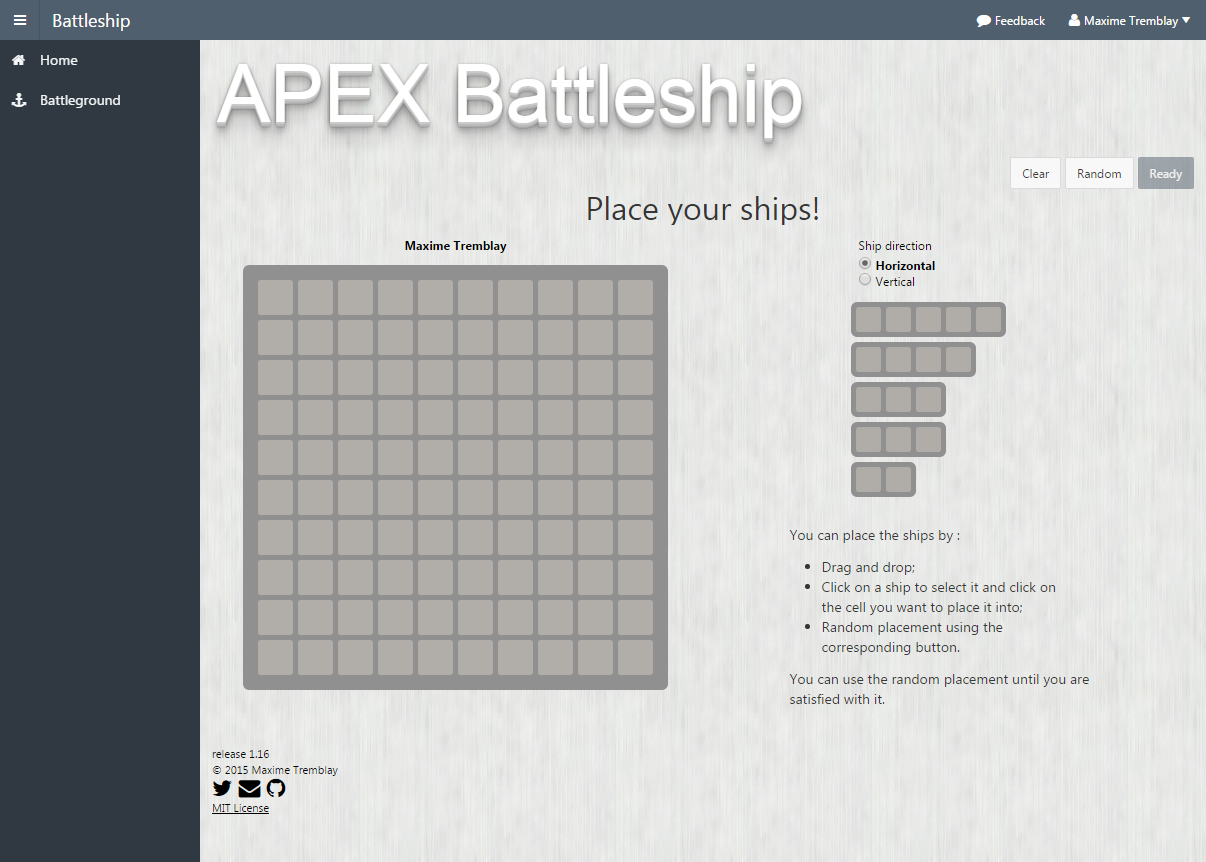 Battleship
Feedback
Maxime Tremblay
Home
Battleground
APEX Battleship
Clear
Random
Ready
Place your ships!
Maxime Tremblay
Ship direction
Horizontal
Vertical
You can place the ships by :
Drag and drop;
Click on a ship to select it and click on
the cell you want to place it into;
Random placement using the
corresponding button.
You can use the random placement until you are
satisfied with it.
release 1.16
© 2015 Maxime Tremblay
MIT License